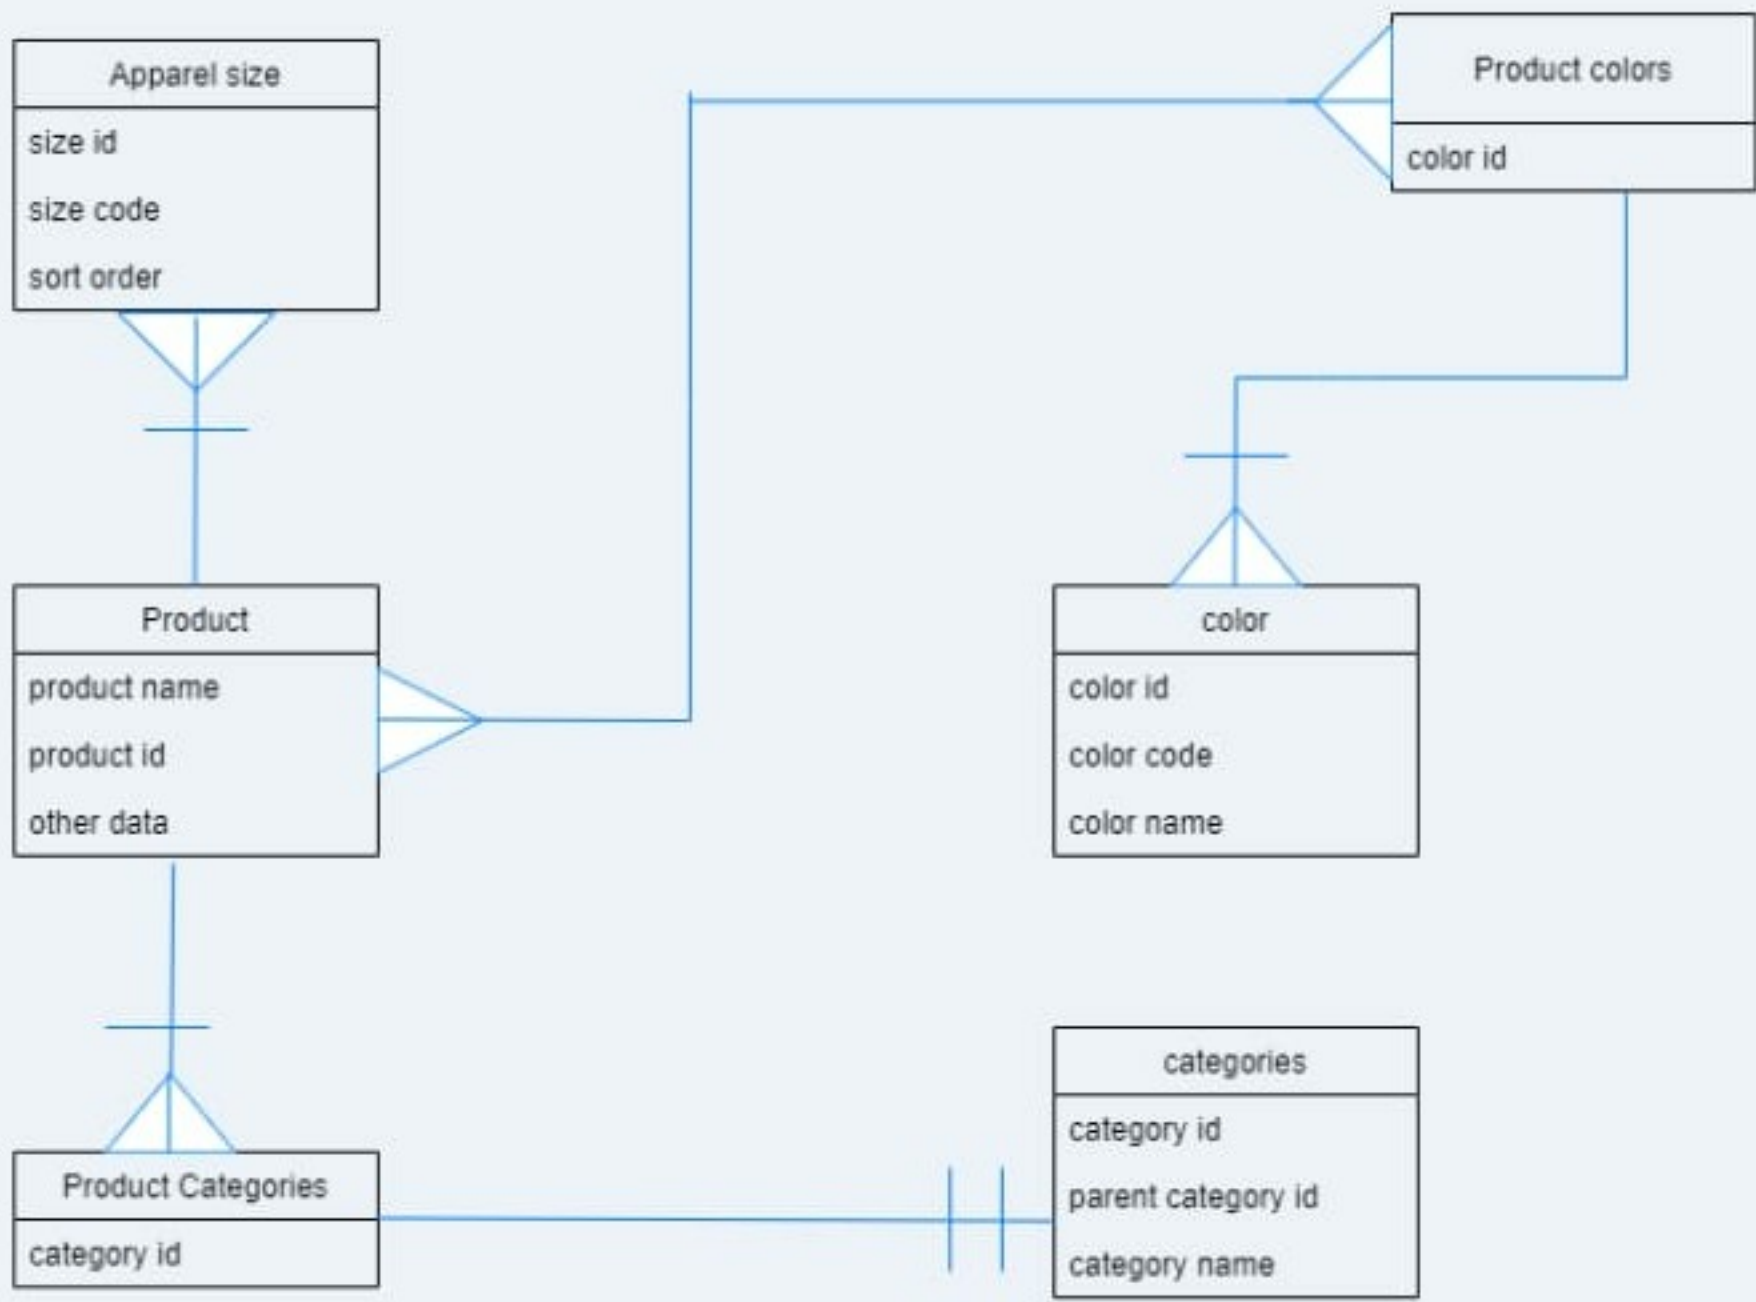 Apparel size
size id
size code
sort order
Product colors
color id
Product
product name
product id
other data
color
color id
color code
color name
Product Categories
category id
categories
category id
parent category id
category name